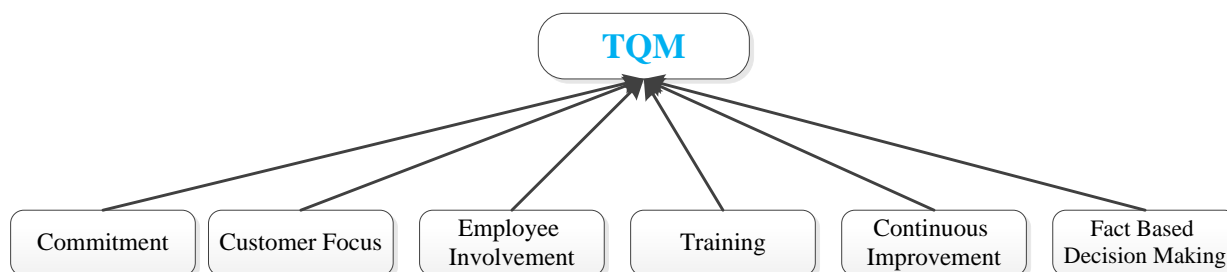 TQM
Commitment
Customer Focus
Employee
Involvement
Training
Continuous
Improvement
Fact Based
Decision Making